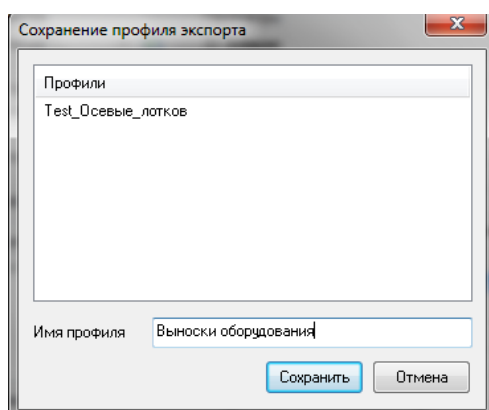 Сохранение профиля экспорта
Профили
Test_Осевые_лотков
Имя профиля Выноски оборудования
Сохранить Отмена